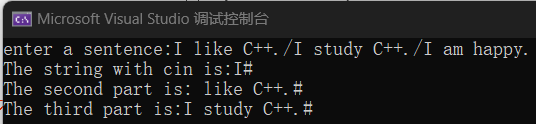 Microsoft Visual Studio 调试控制台
enter a sentence:I like C++./I study C++./I am happy.
The string with cin is:I#
The second part is: like C++.#
The third part is:I study C++.#